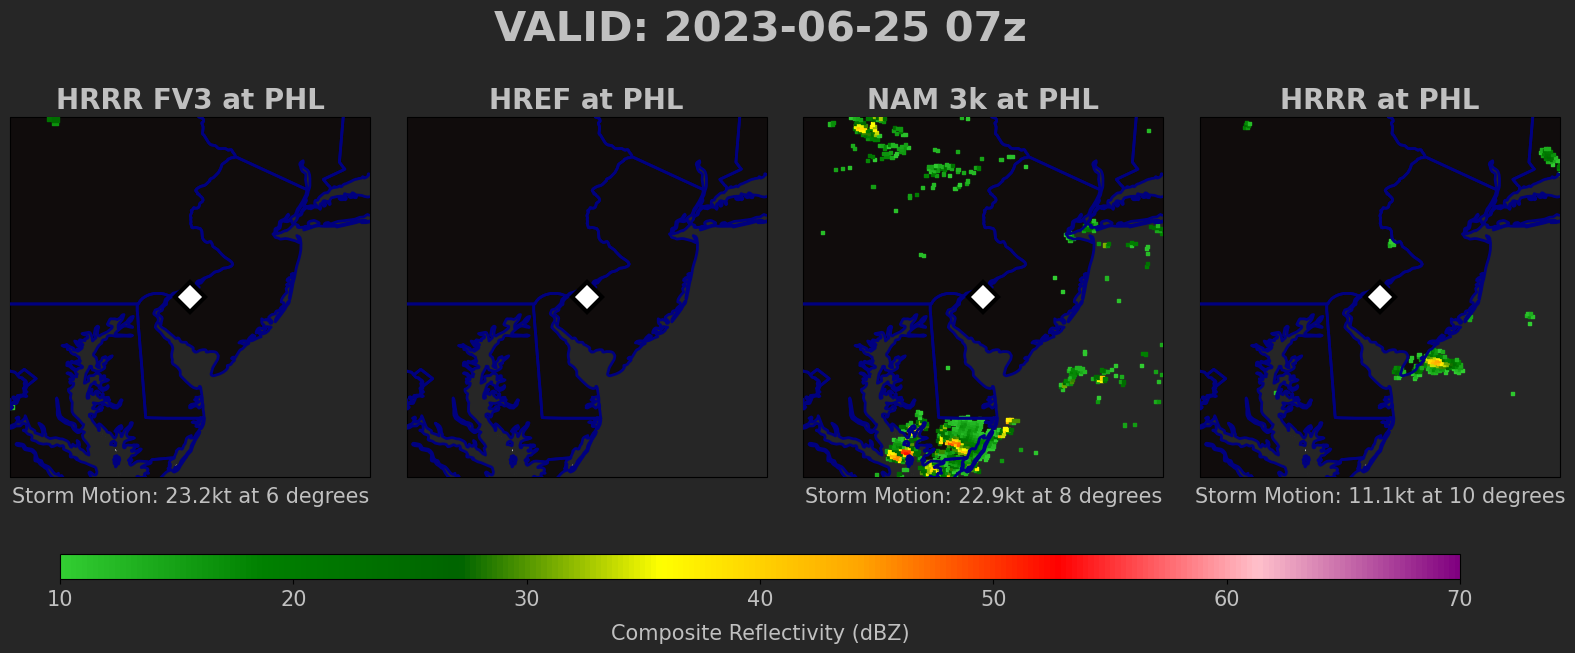 VALID: 2023-06-25 07z
HRRR FV3 at PHL
HREF at PHL
NAM 3k at PHL
HRRR at PHL
Storm Motion: 23.2kt at 6 degrees
Storm Motion: 22.9kt at 8 degrees
Storm Motion: 11.1kt at 10 degrees
10 20 30 40 50 60 70
Composite Reflectivity (dBZ)